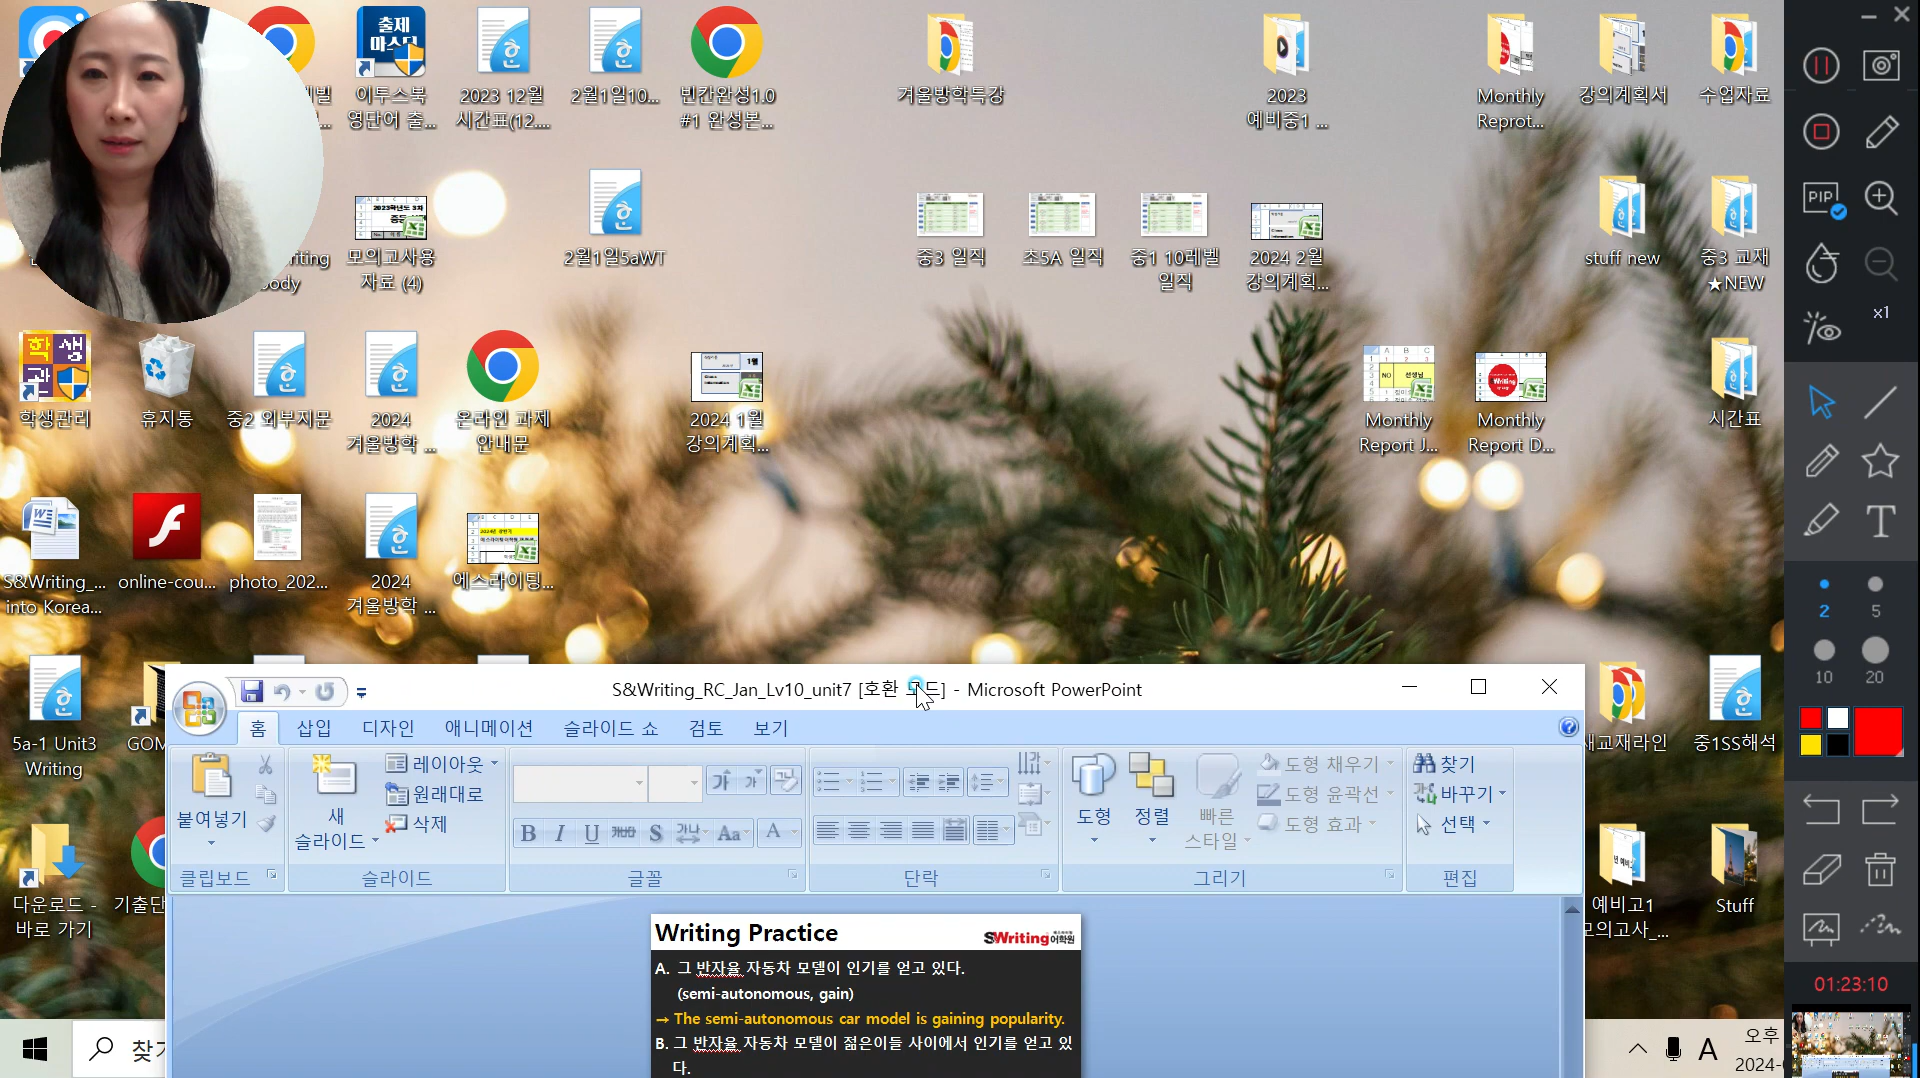 출제
마스터
이투스북
영단어 출...
2023 12월
시간표(12....
2월1일10...
빈칸완성1.0
#1 완성본...
겨울방학특강
2023
예비중1 ...
Monthly
Reprot...
강의계획서
수업자료
모의고사용
자료 (4)
2월1일5aWT
중3 일직
초5A 일직
중1 10레벨
일직
2024 2월
강의계획...
stuff new
중3 교재
★NEW
PIP
x1
학생관리
휴지통
중2 외부지문
2024
겨울방학 ...
온라인 과제
안내문
2024 1월
강의계획...
Monthly
Report J...
Monthly
Report D...
시간표
S&Writing_...
into Korea...
online-cou...
photo_202...
2024
겨울방학 ...
에스라이팅...
T
2
5
10
20
5a-1 Unit3
Writing
GOM
S&Writing_RC_Jan_Lv10_unit7 [호환 모드] - Microsoft PowerPoint
홈
삽입
디자인
애니메이션
슬라이드 쇼
검토
보기
붙여넣기
새
슬라이드
레이아웃
원래대로
삭제
도형
정렬
빠른
스타일
도형 채우기
도형 윤곽선
도형 효과
찾기
바꾸기
선택
클립보드
슬라이드
글꼴
단락
그리기
편집
새교재라인
중1SS해석
다운로드 -
바로 가기
기출단
예비고1
모의고사_...
Stuff
Writing Practice
SWriting어학원
A. 그 반자율 자동차 모델이 인기를 얻고 있다.
(semi-autonomous, gain)
→ The semi-autonomous car model is gaining popularity.
B. 그 반자율 자동차 모델이 젊은이들 사이에서 인기를 얻고 있
다.
01:23:10
찾기
A
오후
2024-